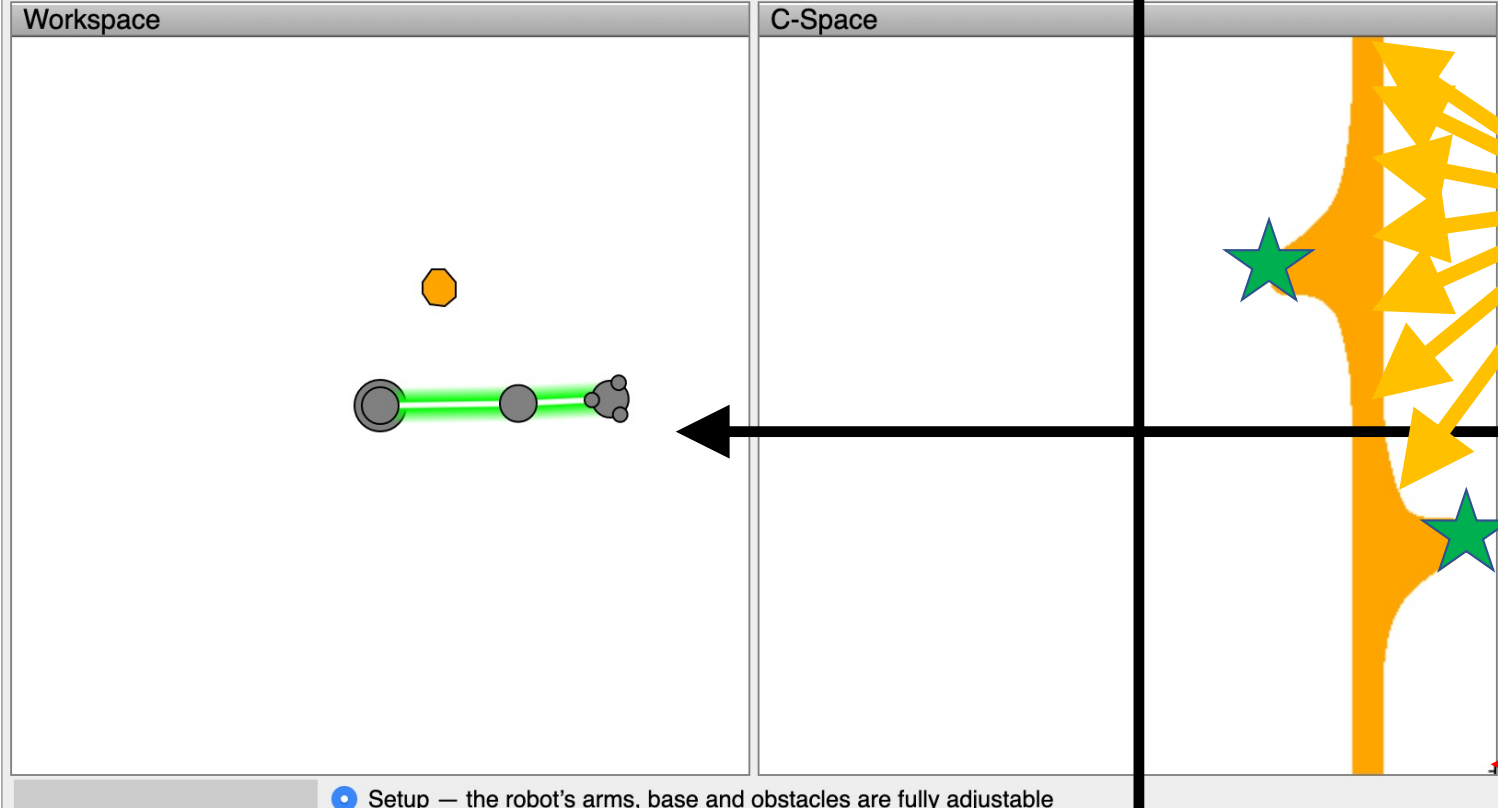 Workspace
C-Space
Setup — the robot's arms, base and obstacles are fully adjustable